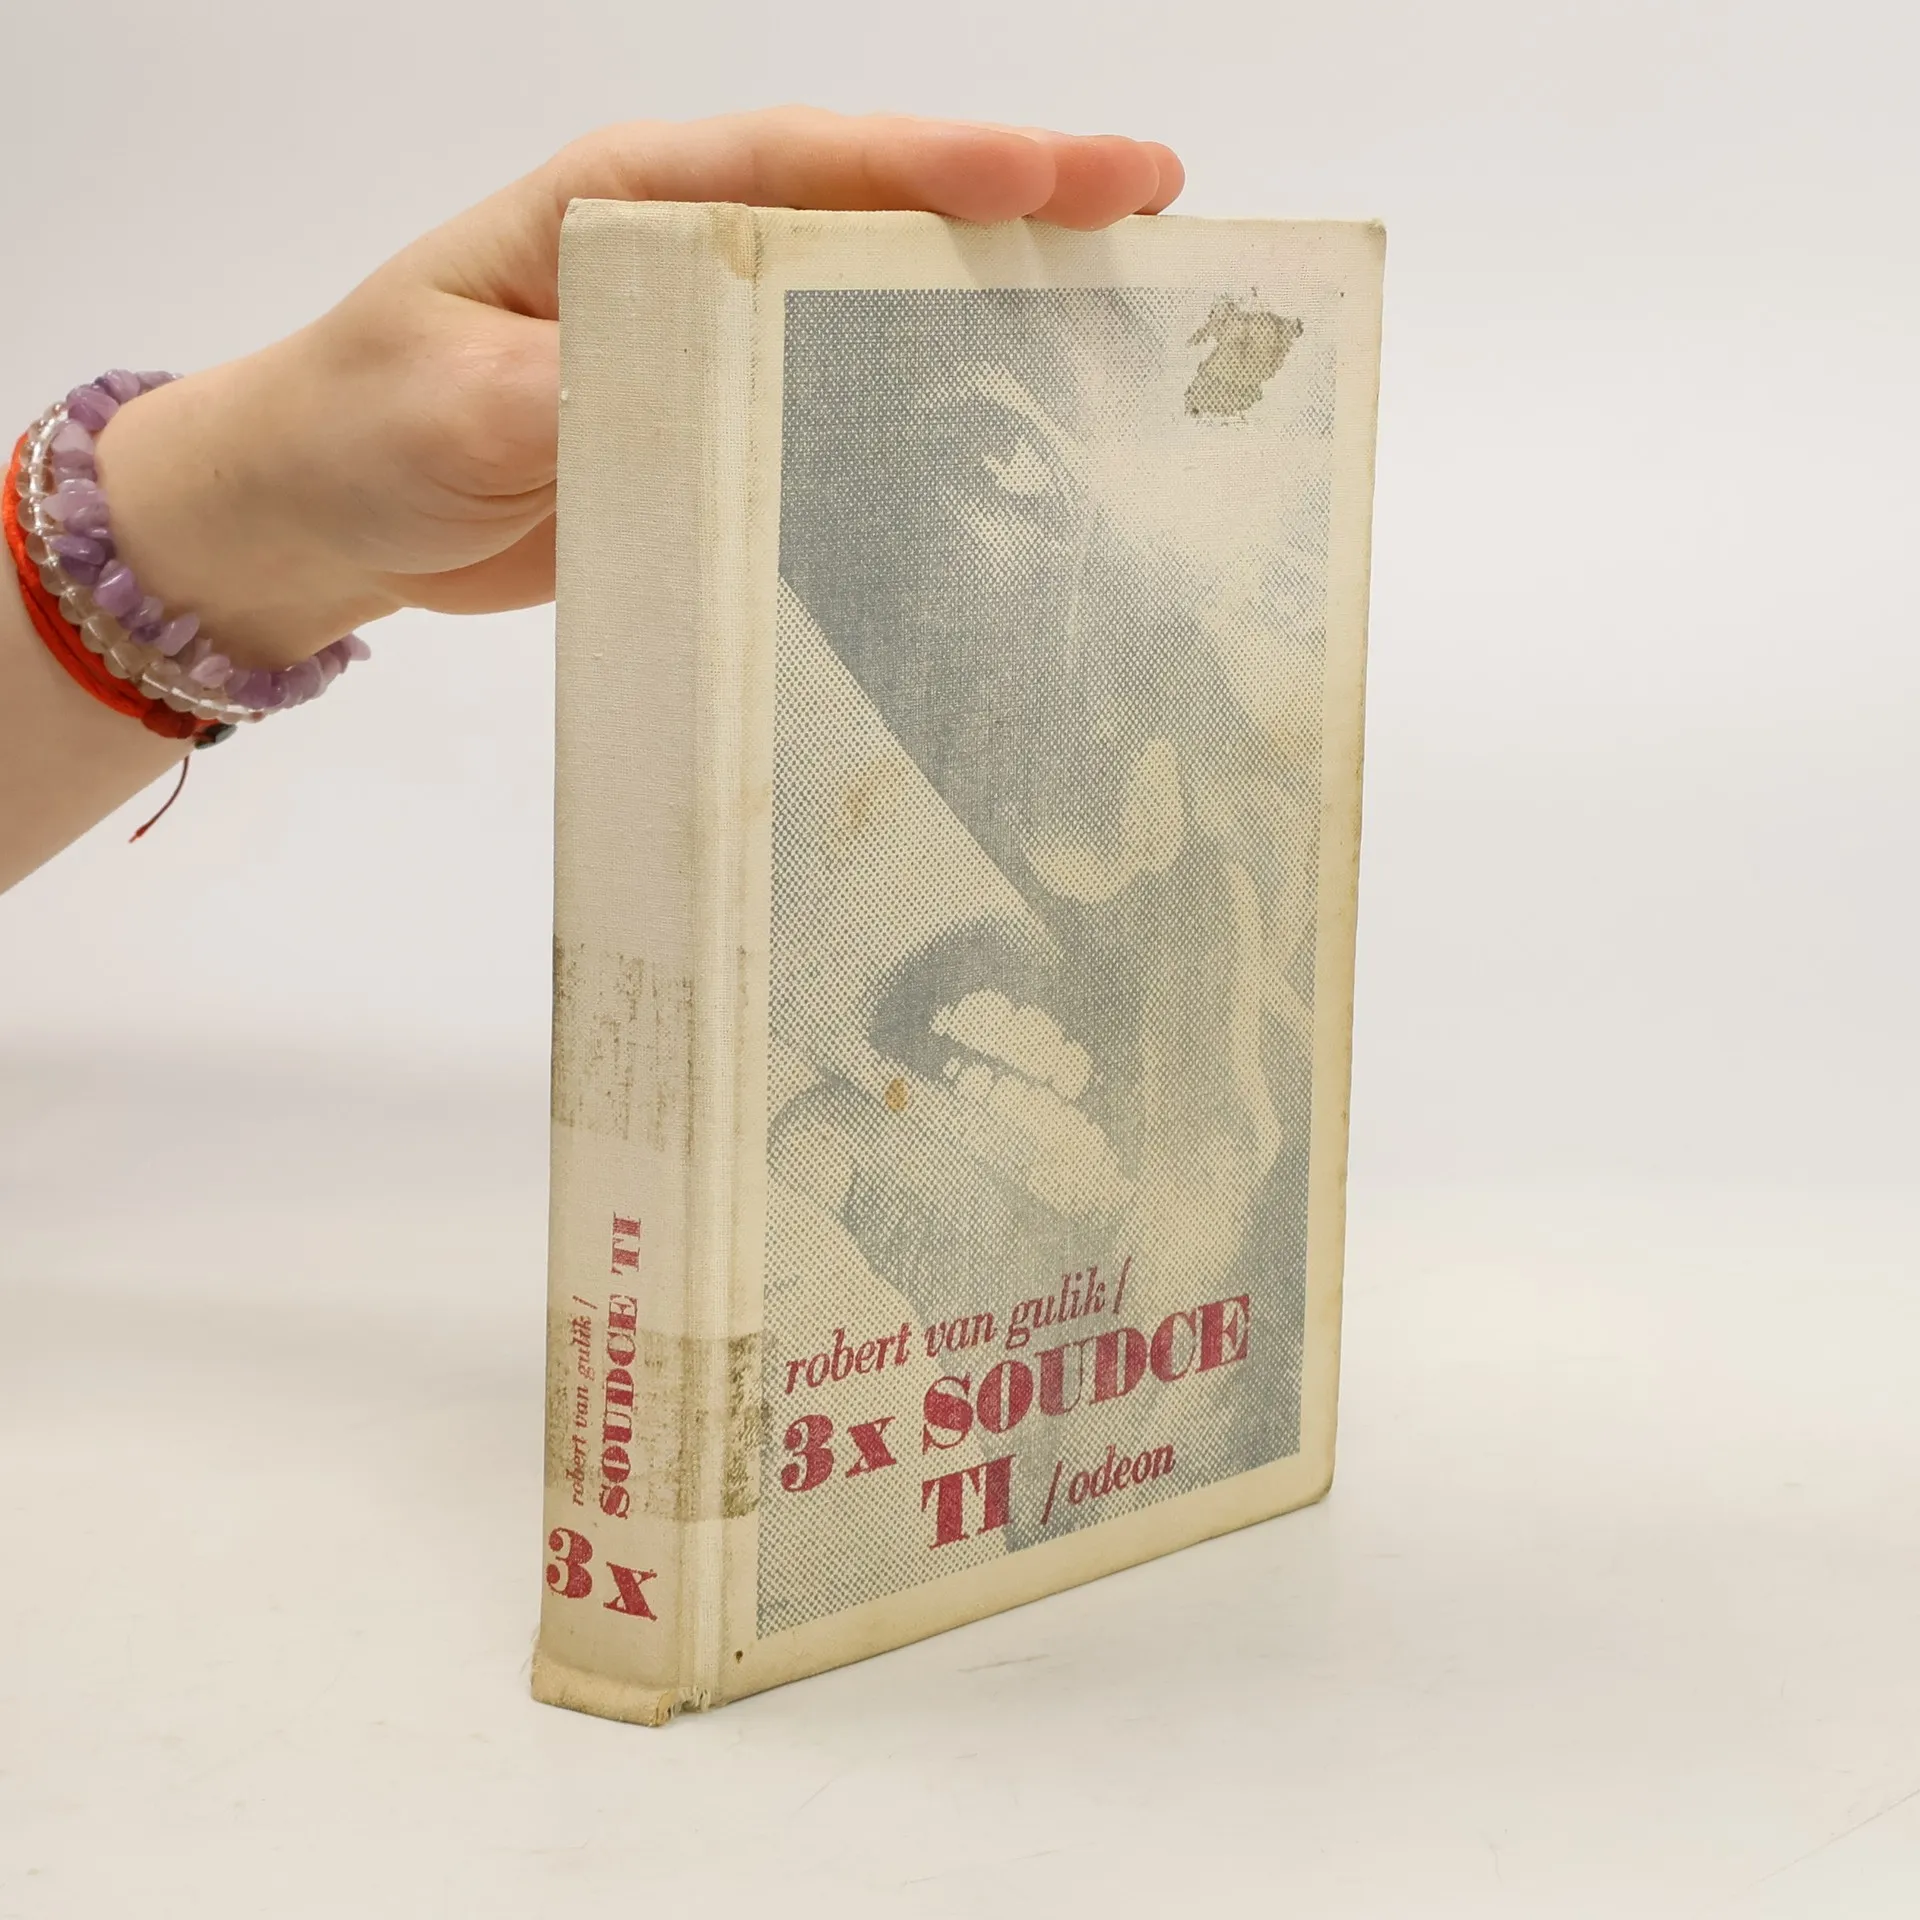 robert van gulik /
SOUDCE TI
3 x
robert van gulik /
3 x SOUDCE
TI / odeon